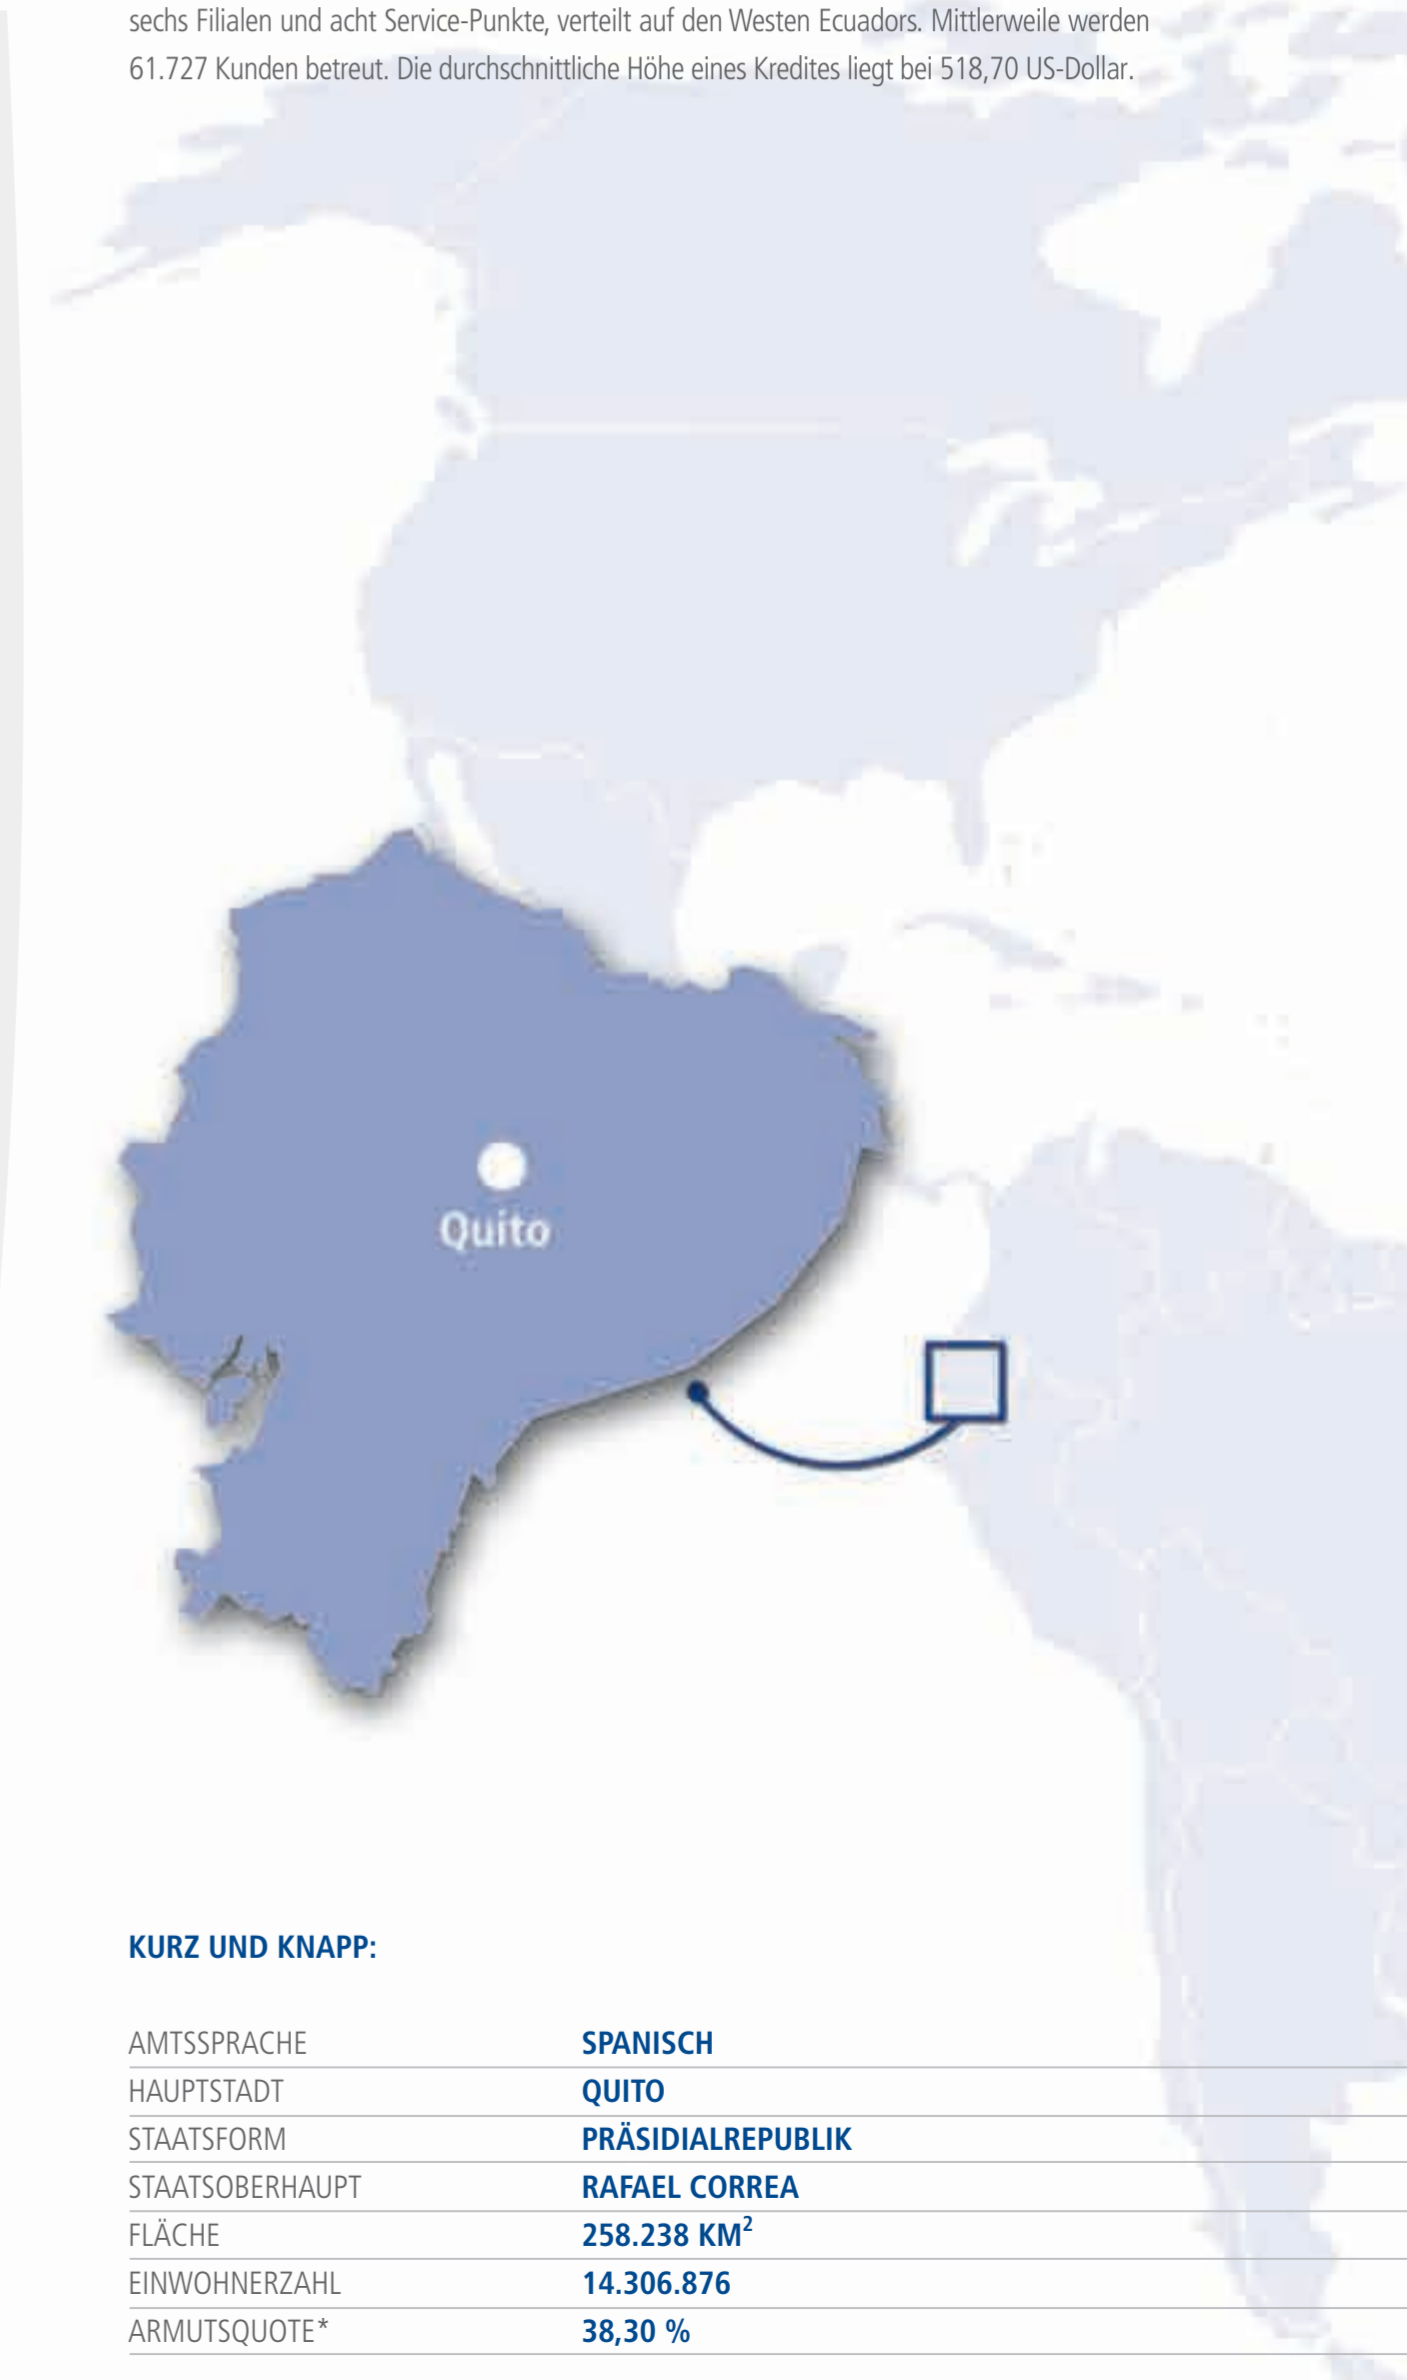 sechs Filialen und acht Service-Punkte, verteilt auf den Westen Ecuadors. Mittlerweile werden
61.727 Kunden betreut. Die durchschnittliche Höhe eines Kredites liegt bei 518,70 US-Dollar.
Quito
KURZ UND KNAPP:
AMTSSPRACHE SPANISCH
HAUPTSTADT QUITO
STAATSFORM PRÄSIDIALREPUBLIK
STAATSOBERHAUPT RAFAEL CORREA
FLÄCHE 258.238 KM²
EINWOHNERZAHL 14.306.876
ARMUTSQUOTE* 38,30 %